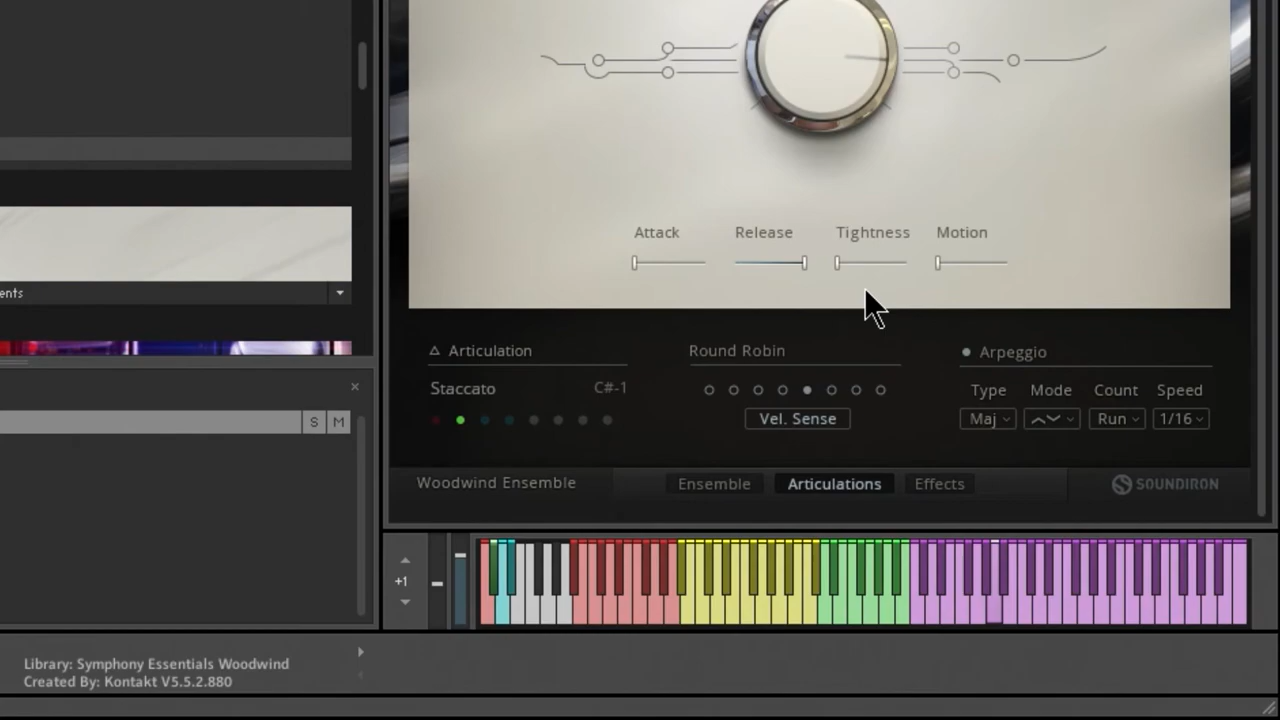 Attack Release Tightness Motion
ents
Articulation Round Robin Arpeggio
Staccato C#-1 Type Mode Count Speed
Vel. Sense Maj Run 1/16
S M
Woodwind Ensemble Ensemble Articulations Effects SOUNDIRON
+1
Library: Symphony Essentials Woodwind
Created By: Kontakt V5.5.2.880